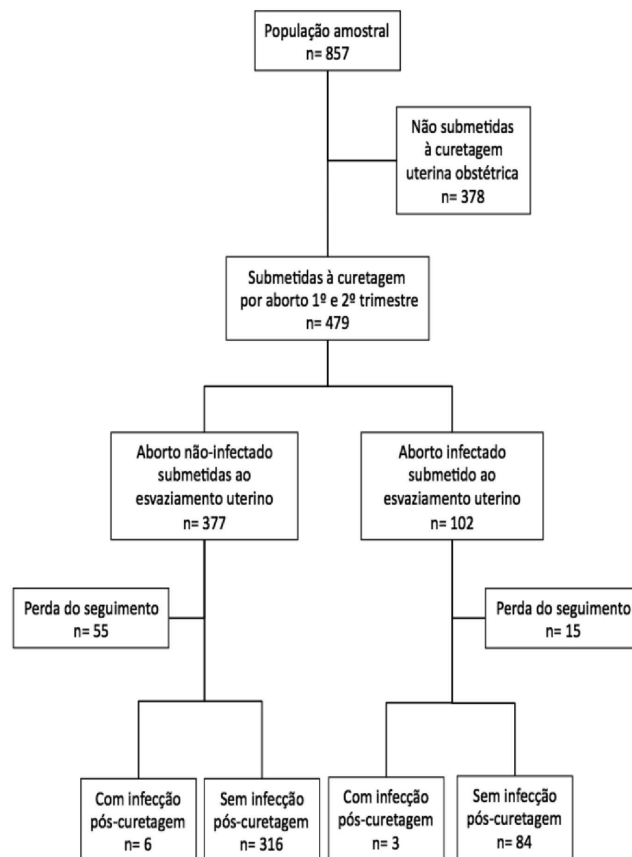 População amostral
n= 857
Não submetidas
à curetagem
uterina obstétrica
n= 378
Submetidas à curetagem
por aborto 1º e 2º trimestre
n= 479
Aborto não-infectado
submetidas ao
esvaziamento uterino
n= 377
Aborto infectado
submetido ao
esvaziamento uterino
n= 102
Perda do seguimento
n= 55
Perda do seguimento
n= 15
Com infecção
pós-curetagem
n= 6
Sem infecção
pós-curetagem
n= 316
Com infecção
pós-curetagem
n= 3
Sem infecção
pós-curetagem
n= 84